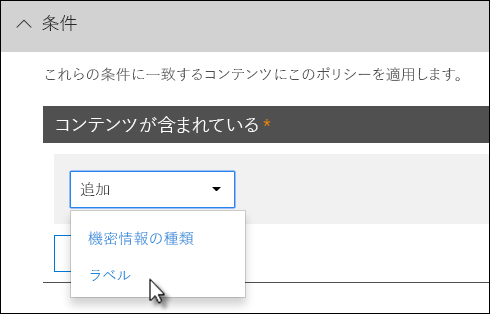 条件
これらの条件に一致するコンテンツにこのポリシーを適用します。
コンテンツが含まれている*
追加
機密情報の種類
ラベル